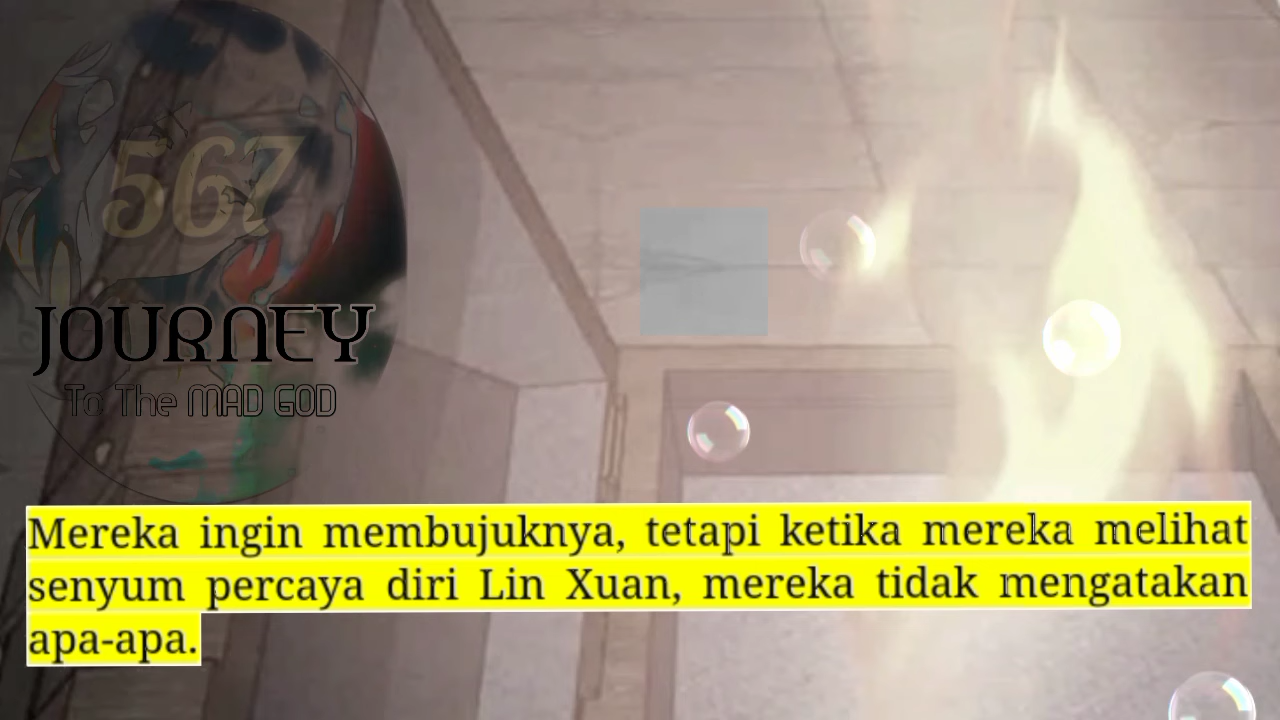 567
JOURNEY
To The MAD GOD
Mereka ingin membujuknya, tetapi ketika mereka melihat
senyum percaya diri Lin Xuan, mereka tidak mengatakan
apa-apa.